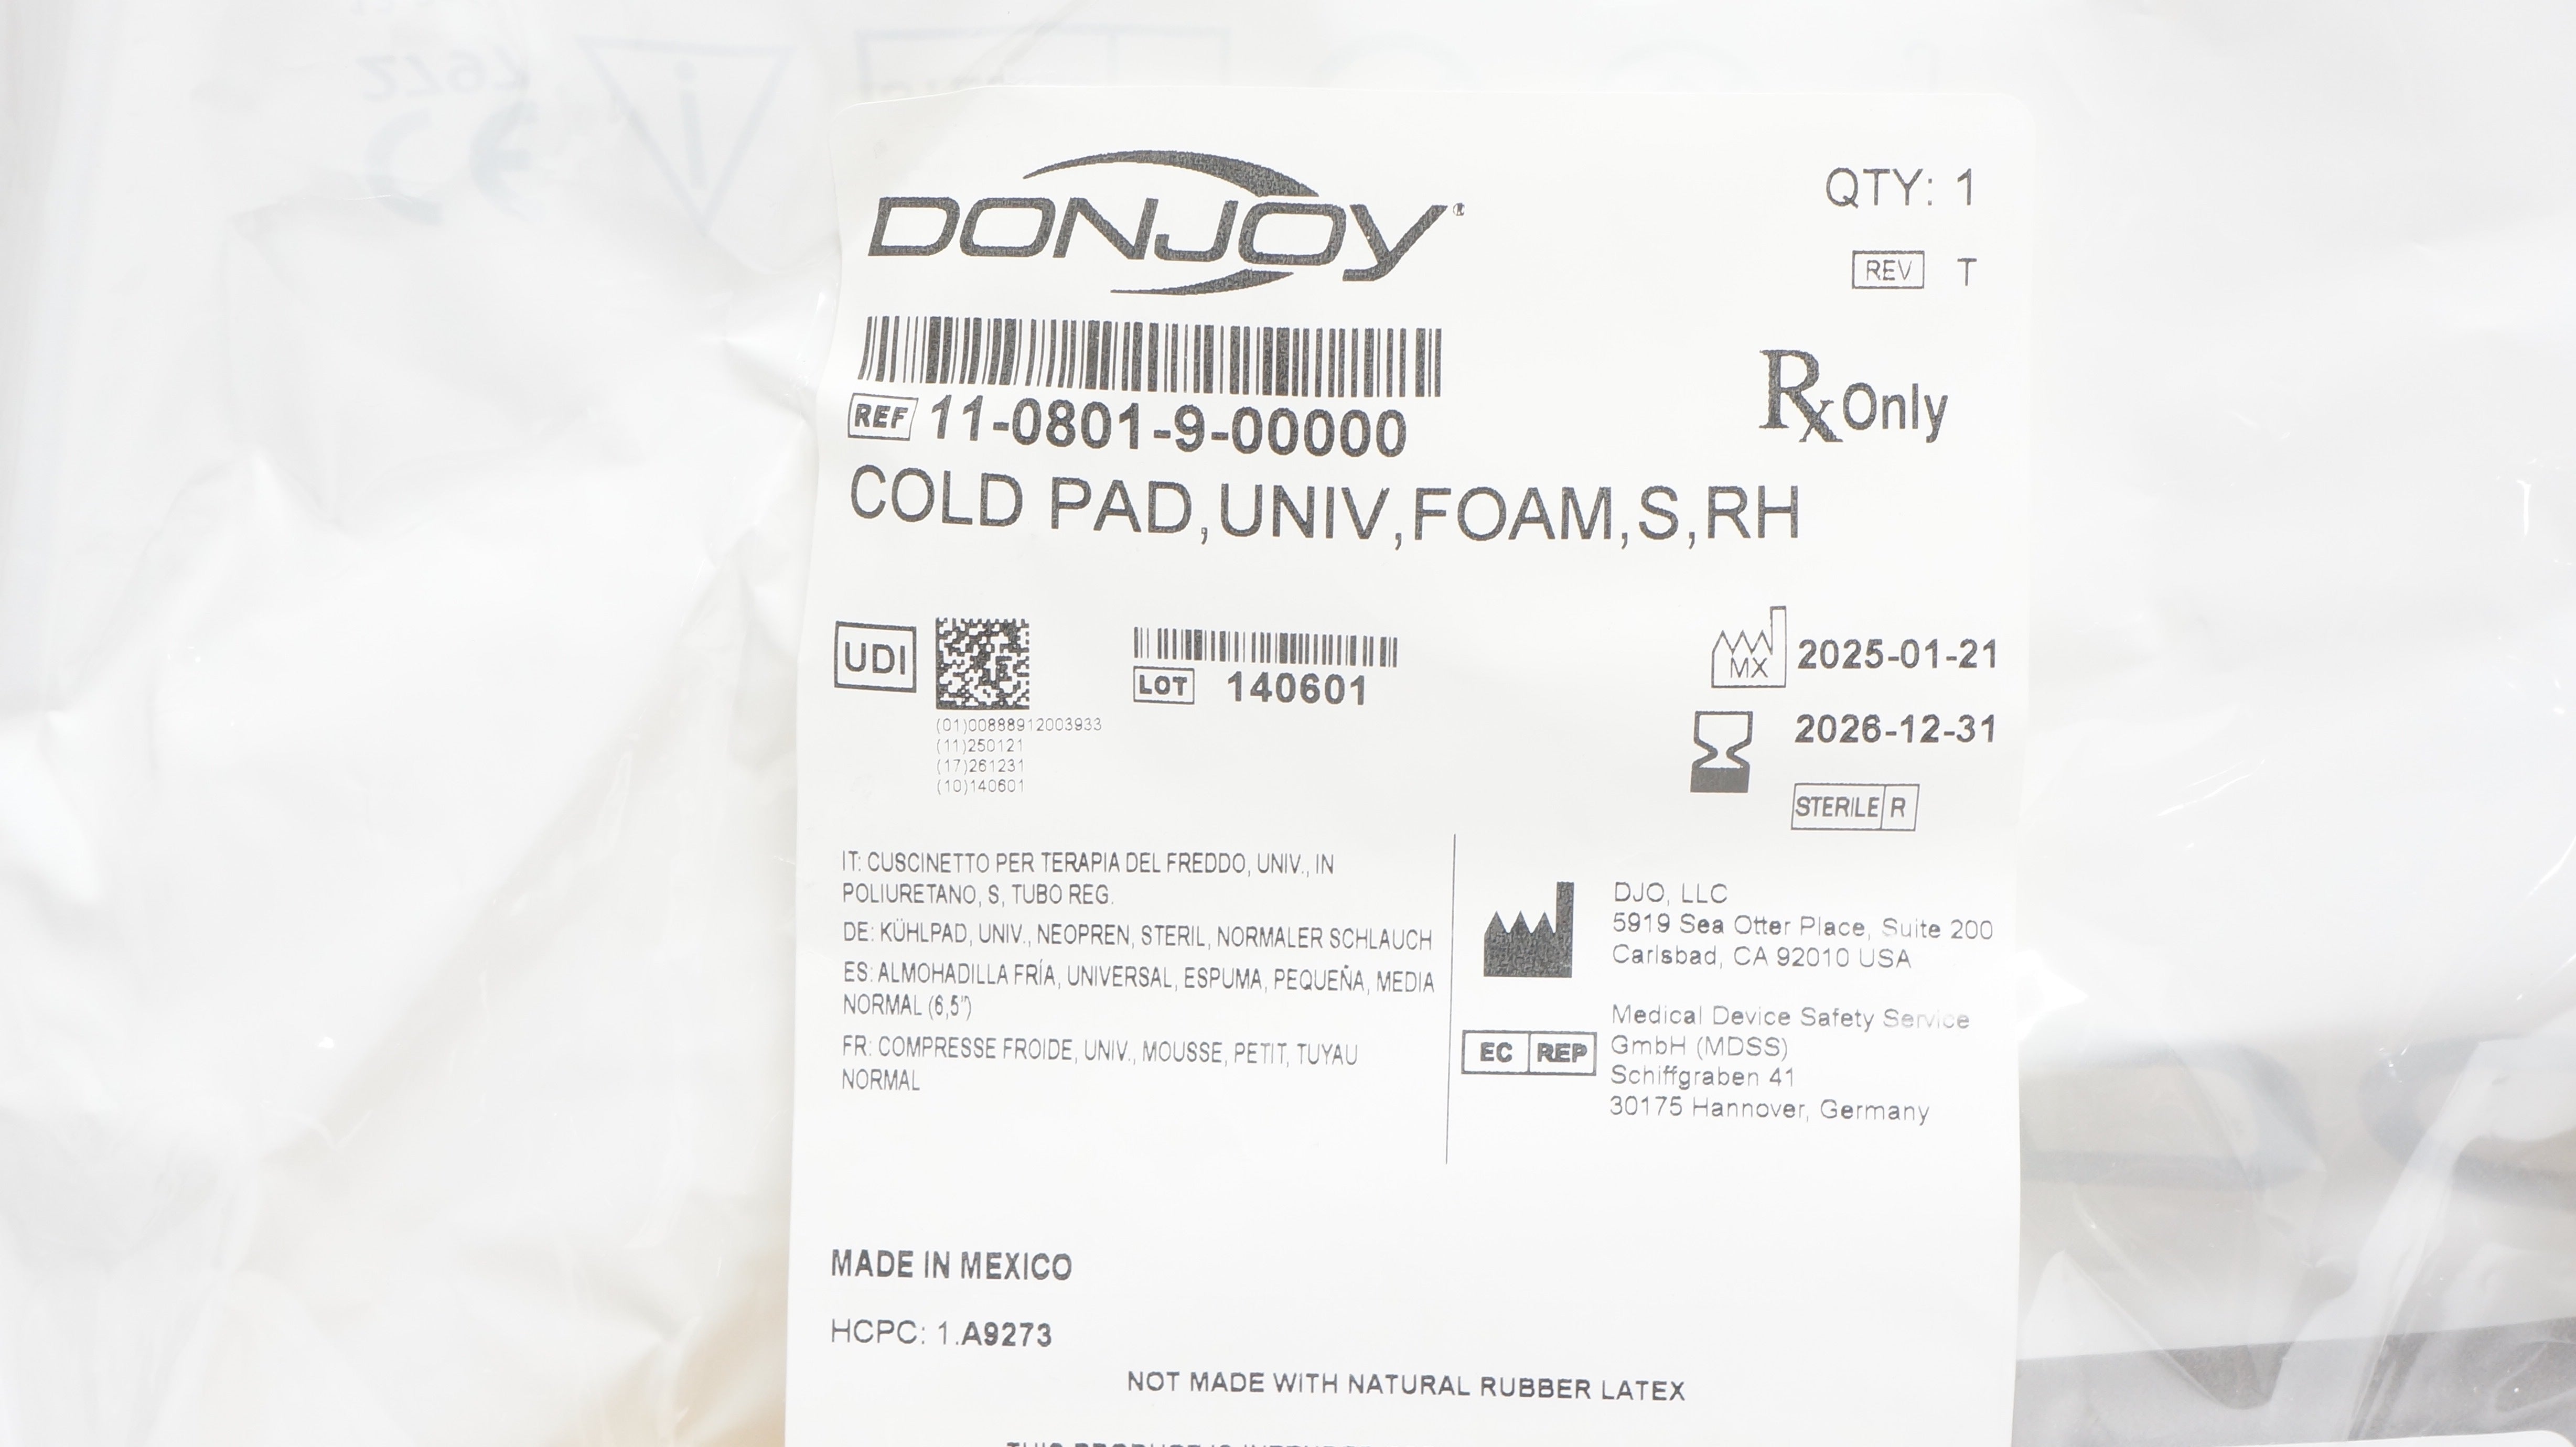 DONJOY®
QTY: 1
REV T
Rx Only
REF 11-0801-9-00000
COLD PAD,UNIV,FOAM,S,RH
UDI
(01)00888912003933
(11)250121
(17)261231
(10)140601
LOT 140601
MX 2025-01-21
2026-12-31
STERILE R
IT: CUSCINETTO PER TERAPIA DEL FREDDO, UNIV., IN
POLIURETANO, S, TUBO REG.
DE: KÜHLPAD, UNIV., NEOPREN, STERIL, NORMALER SCHLAUCH
ES: ALMOHADILLA FRÍA, UNIVERSAL, ESPUMA, PEQUEÑA, MEDIA
NORMAL (6,5")
FR: COMPRESSE FROIDE, UNIV., MOUSSE, PETIT, TUYAU
NORMAL
DJO, LLC
5919 Sea Otter Place, Suite 200
Carlsbad, CA 92010 USA
EC REP
Medical Device Safety Service
GmbH (MDSS)
Schiffgraben 41
30175 Hannover, Germany
MADE IN MEXICO
HCPC: 1.A9273
NOT MADE WITH NATURAL RUBBER LATEX